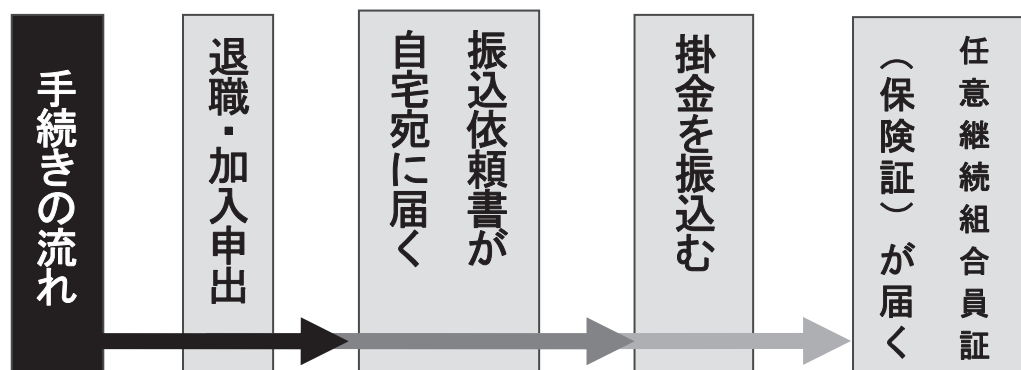 手続きの流れ
退職・加入申出
振込依頼書が
自宅宛に届く
掛金を振込む
任意継続組合員証
（保険証）が届く